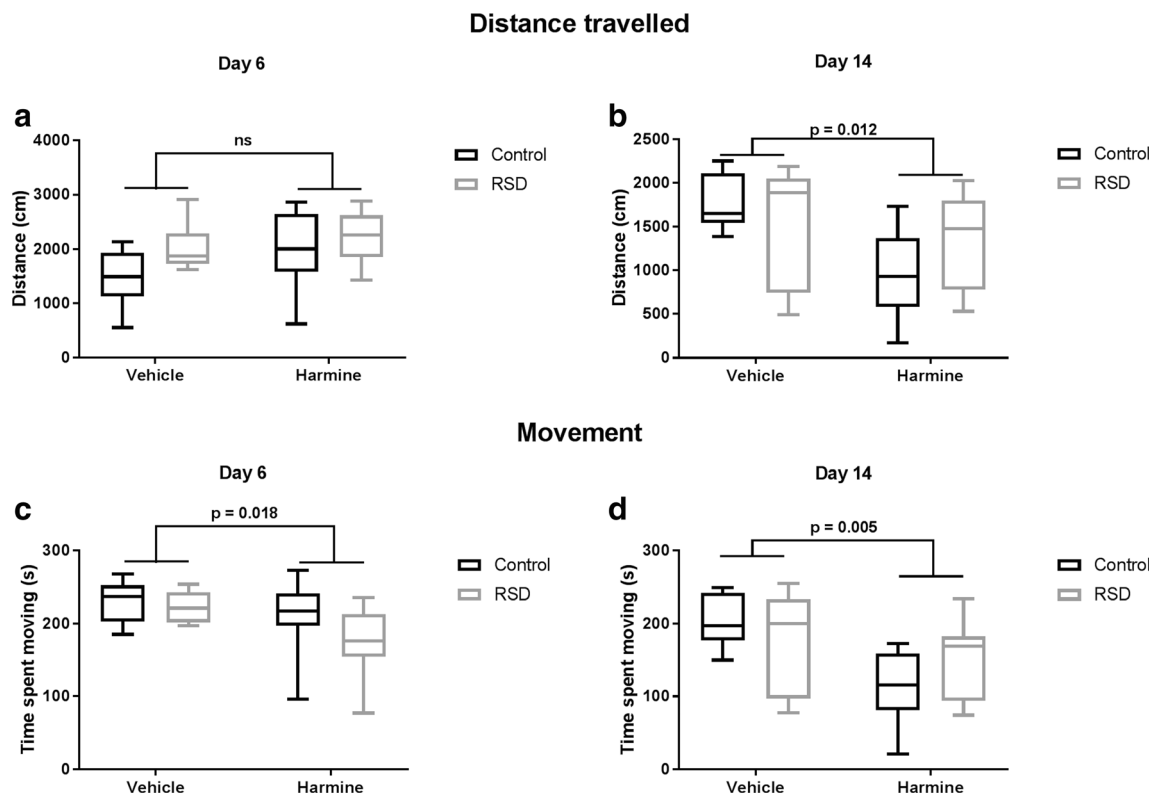 Distance travelled
Day 6
Day 14
a
b
ns
p = 0.012
Control
RSD
Control
RSD
Distance (cm)
4000
3000
2000
1000
0
Distance (cm)
2500
2000
1500
1000
500
0
Vehicle
Harmine
Vehicle
Harmine
Movement
Day 6
Day 14
c
d
p = 0.018
p = 0.005
Control
RSD
Control
RSD
Time spent moving (s)
300
200
100
0
Time spent moving (s)
300
200
100
0
Vehicle
Harmine
Vehicle
Harmine